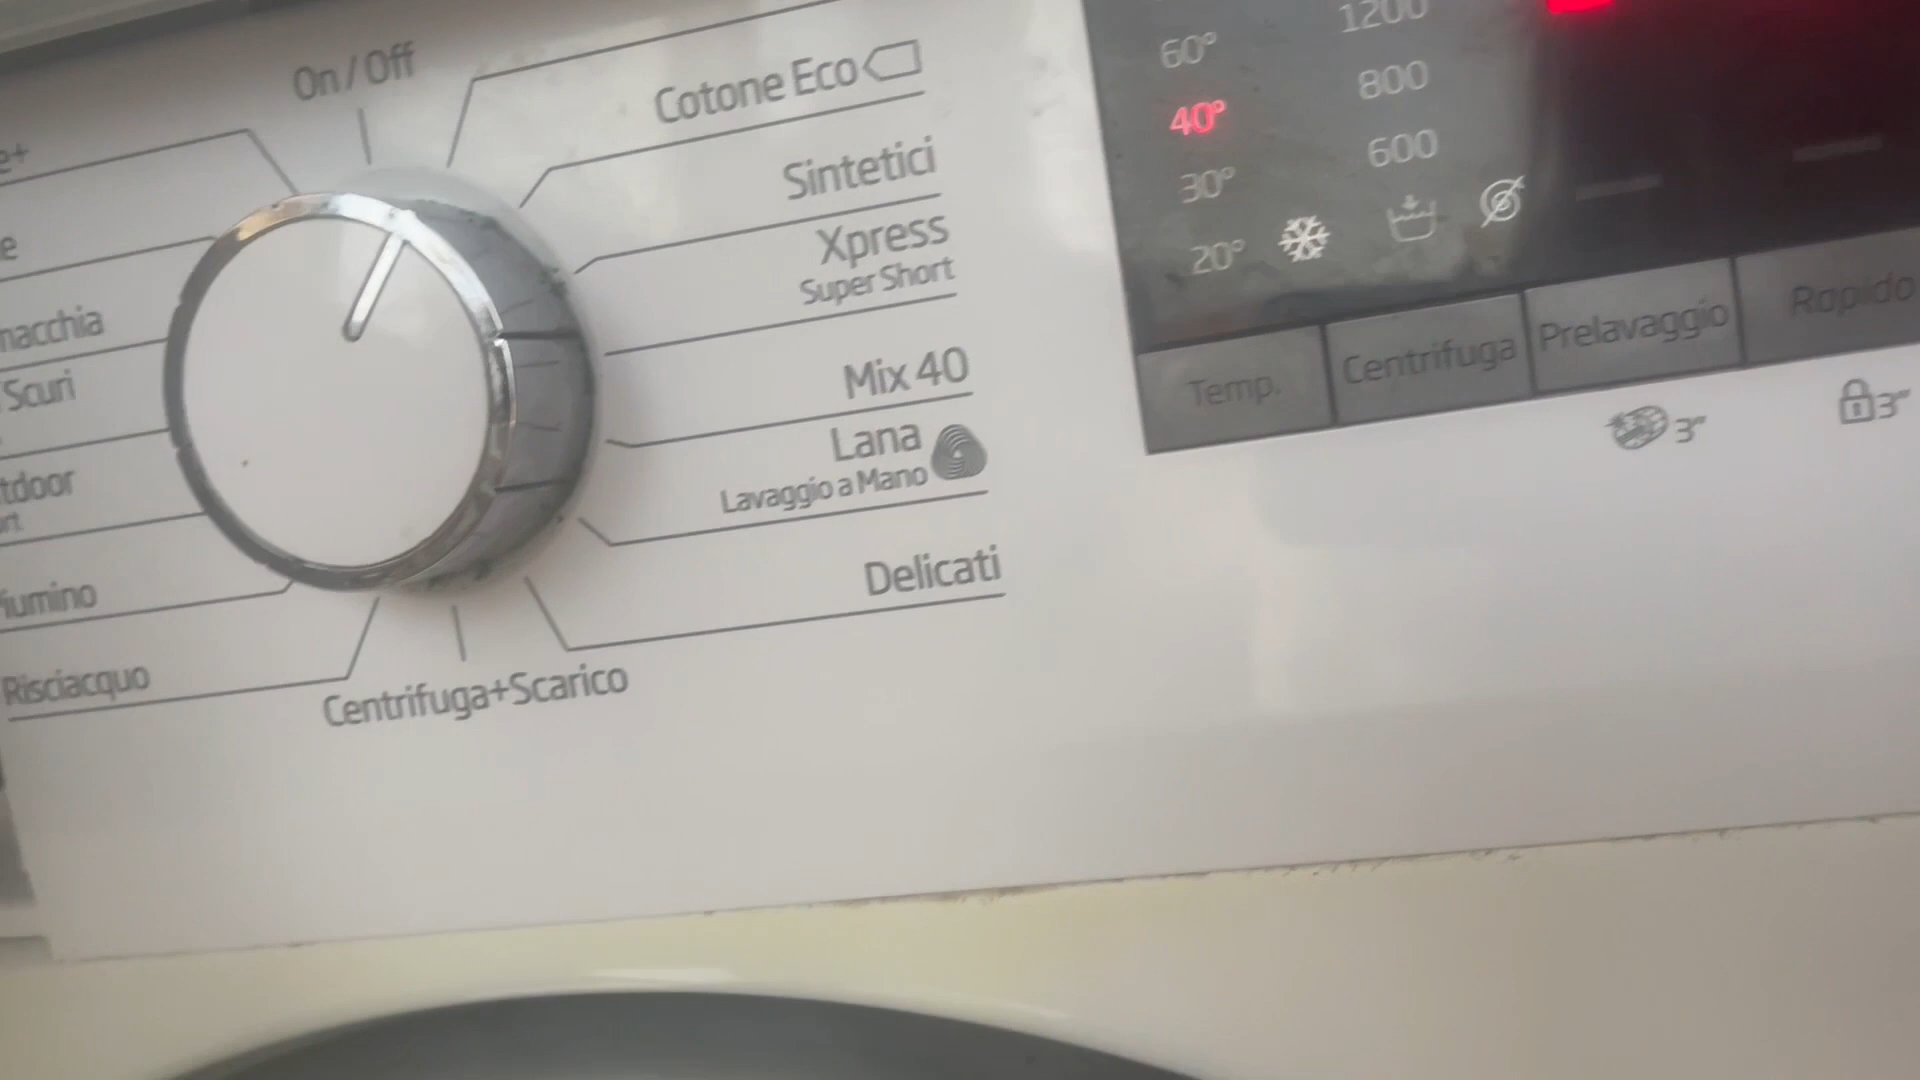 On / Off
Cotone Eco
Sintetici
Xpress
Super Short
Mix 40
Lana
Lavaggio a Mano
Delicati
Centrifuga+Scarico
e+
e
macchia
Scuri
tdoor
rt
iumino
Risciacquo
60°
40°
30°
20°
1200
800
600
Temp.
Centrifuga
Prelavaggio
Rapido
3"
3"